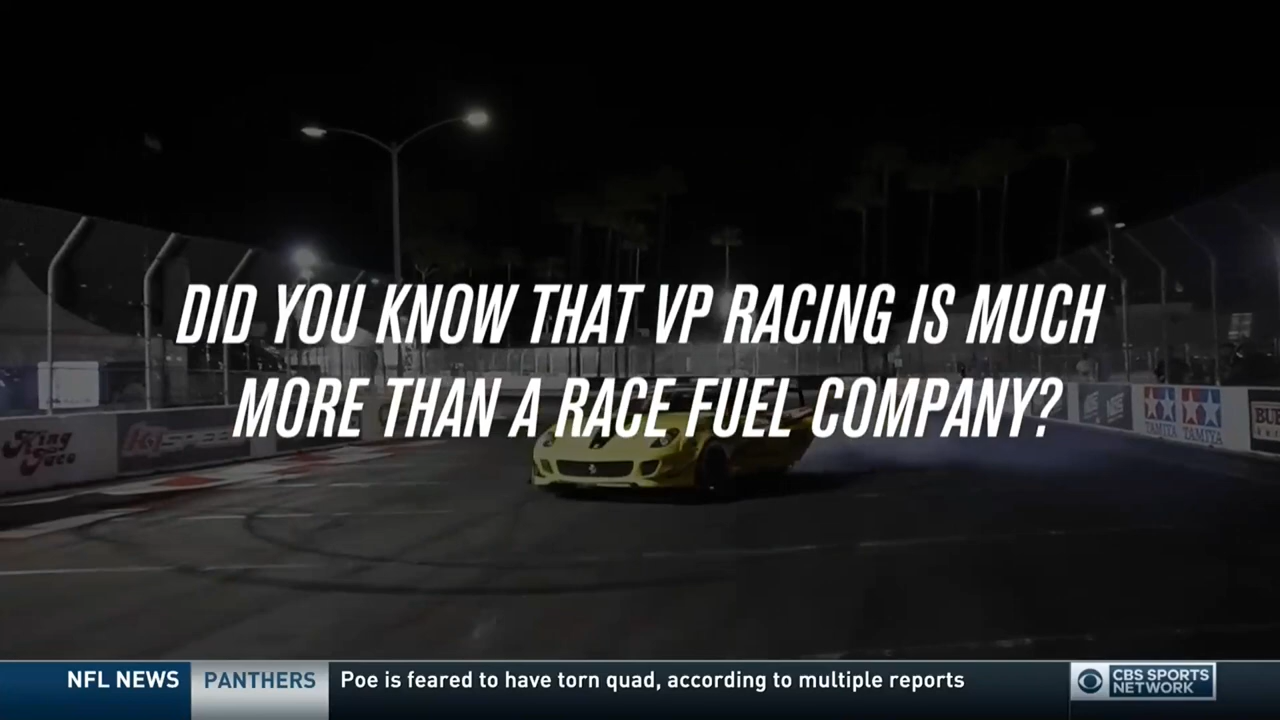 DID YOU KNOW THAT VP RACING IS MUCH
MORE THAN A RACE FUEL COMPANY?
King
Taco
TAMIYA TAMIYA
NFL NEWS PANTHERS Poe is feared to have torn quad, according to multiple reports
CBS SPORTS
NETWORK